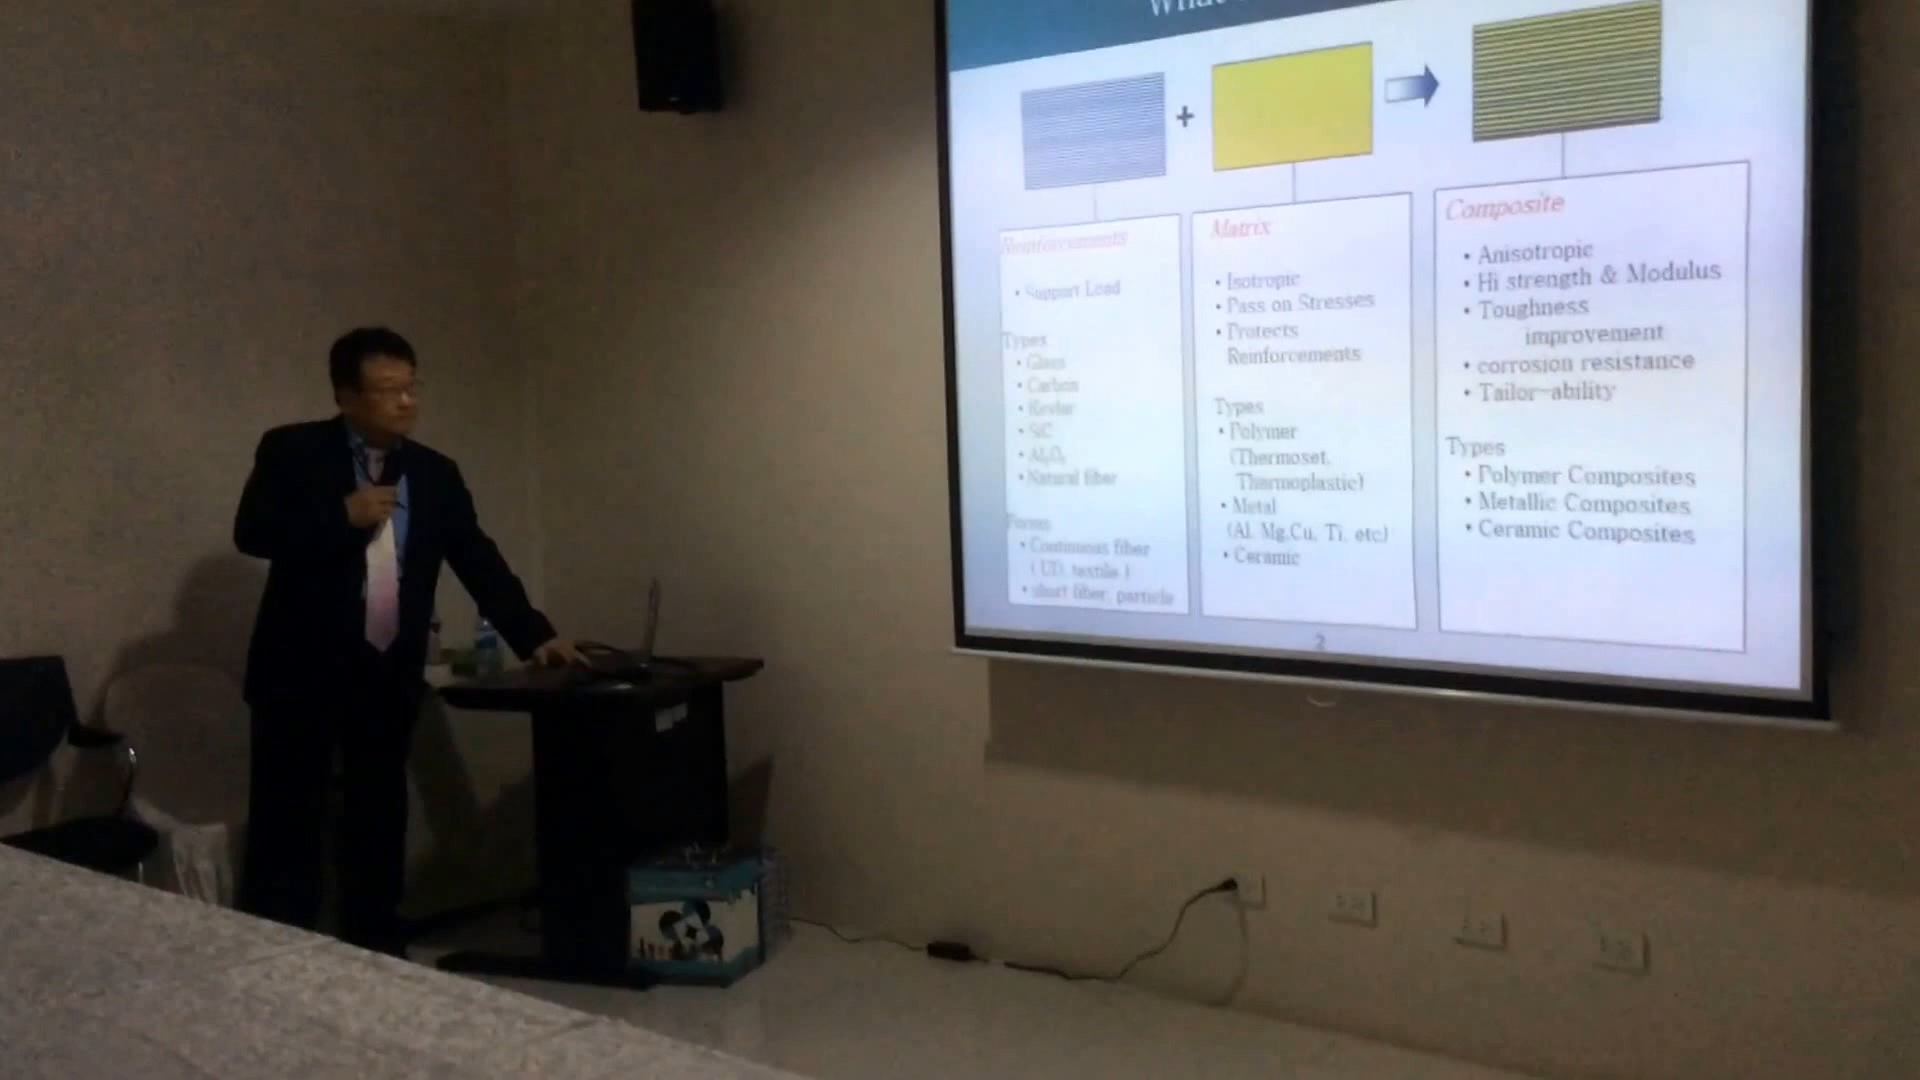 What
+
Reinforcements
• Support Load
Types
• Glass
• Carbon
• Kevlar
• SiC
• Al₂O₃
• Natural fiber
Forms
• Continuous fiber
( UD, textile )
• short fiber, particle
Matrix
• Isotropic
• Pass on Stresses
• Protects
Reinforcements
Types
• Polymer
(Thermoset,
Thermoplastic)
• Metal
(Al, Mg,Cu, Ti, etc)
• Ceramic
Composite
• Anisotropic
• Hi strength & Modulus
• Toughness
improvement
• corrosion resistance
• Tailor-ability
Types
• Polymer Composites
• Metallic Composites
• Ceramic Composites
2